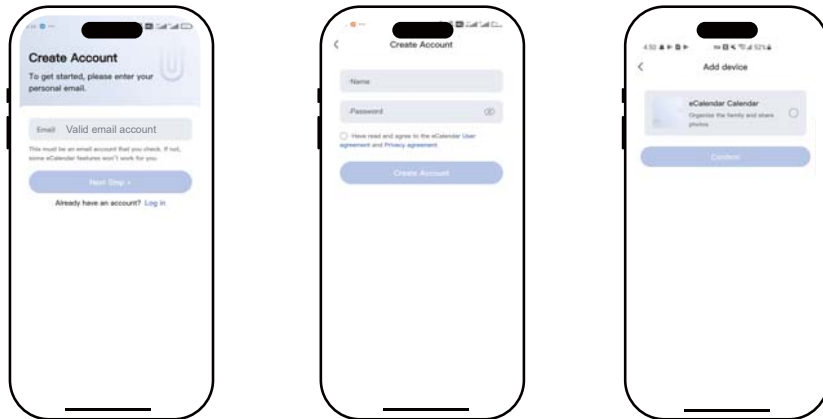 Create Account
To get started, please enter your
personal email.
Email Valid email account
This must be an email account that you check. If not,
some eCalendar features won't work for you.
Next Step
Already have an account? Log in
Create Account
Name
Password
Have read and agree to the eCalendar User
agreement and Privacy agreement
Create Account
4:50 52%
Add device
eCalendar Calendar
Organize the family and share
photos
Confirm